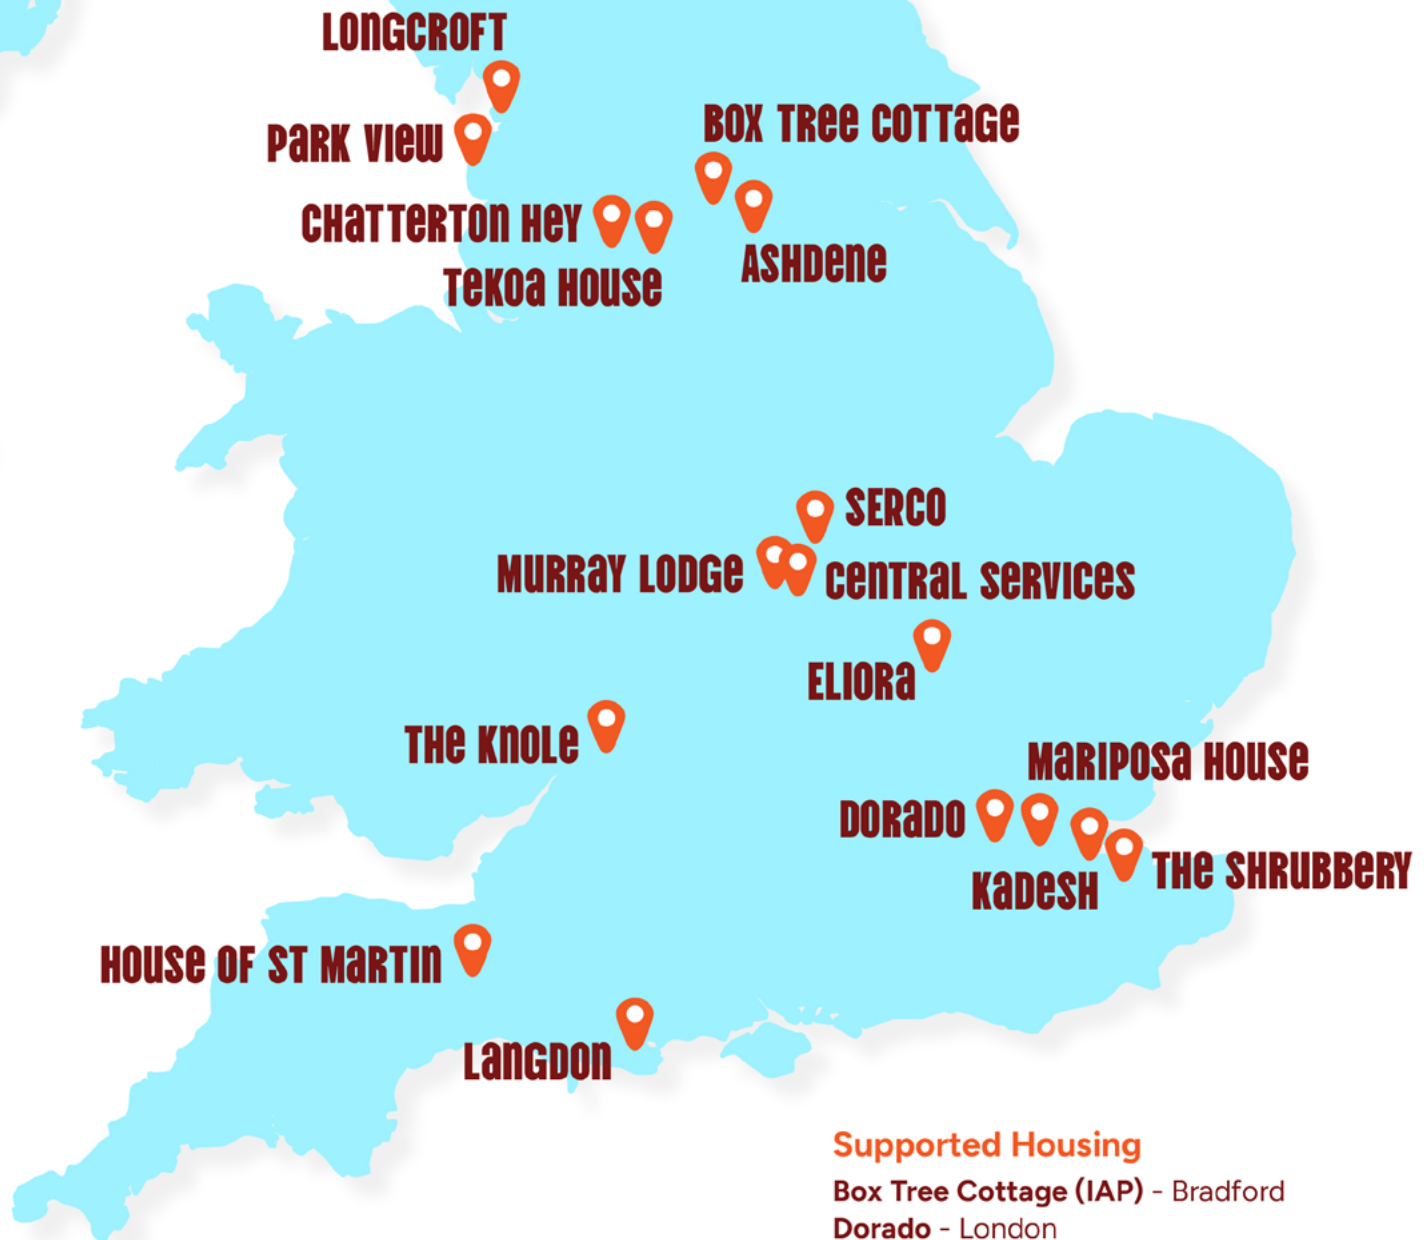 LONGCROFT
PARK VIEW
BOX TREE COTTAGE
CHATTERTON HEY
ASHDENE
TEKOA HOUSE
SERCO
MURRAY LODGE
CENTRAL SERVICES
ELIORA
THE KNOLE
MARIPOSA HOUSE
DORADO
THE SHRUBBERY
KADESH
HOUSE OF ST MARTIN
LANGDON
Supported Housing
Box Tree Cottage (IAP) - Bradford
Dorado - London